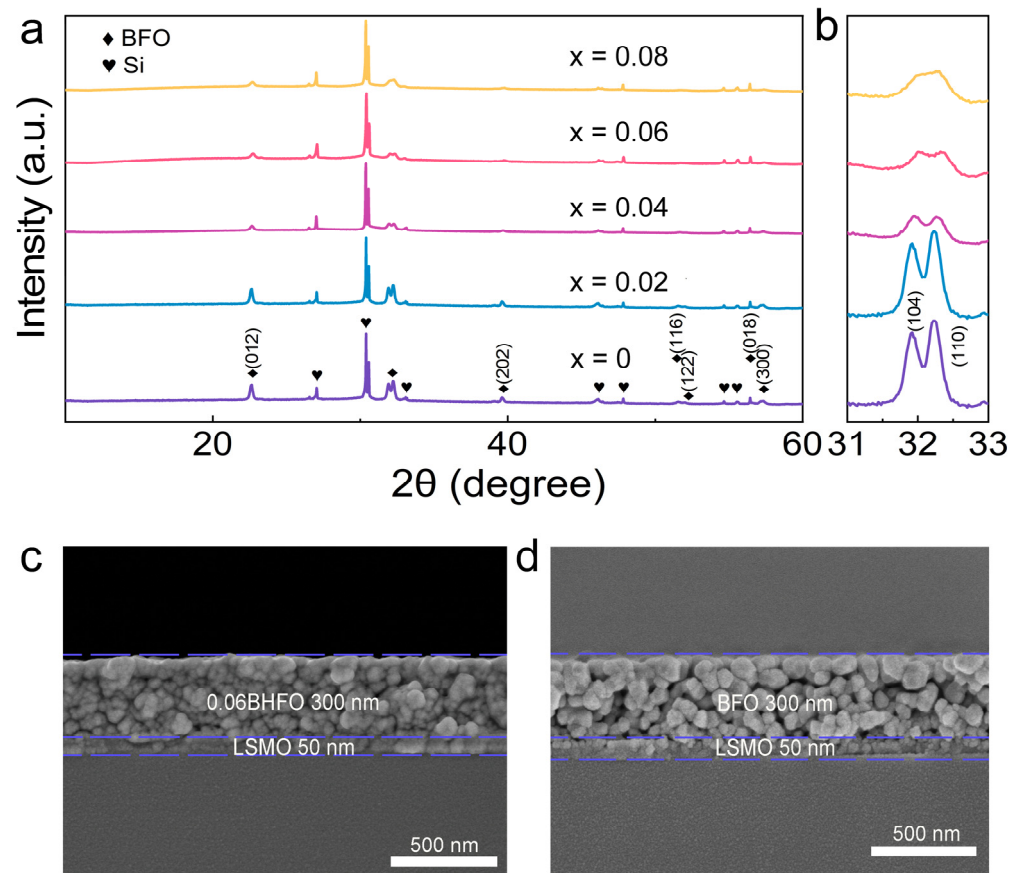 a
♦ BFO
♥ Si
Intensity (a.u.)
x = 0.08
x = 0.06
x = 0.04
x = 0.02
x = 0
(012)
(202)
(116)
(122)
(018)
(300)
20
40
60
2θ (degree)
b
(104)
(110)
31
32
33
c
0.06BHFO 300 nm
LSMO 50 nm
500 nm
d
BFO 300 nm
LSMO 50 nm
500 nm